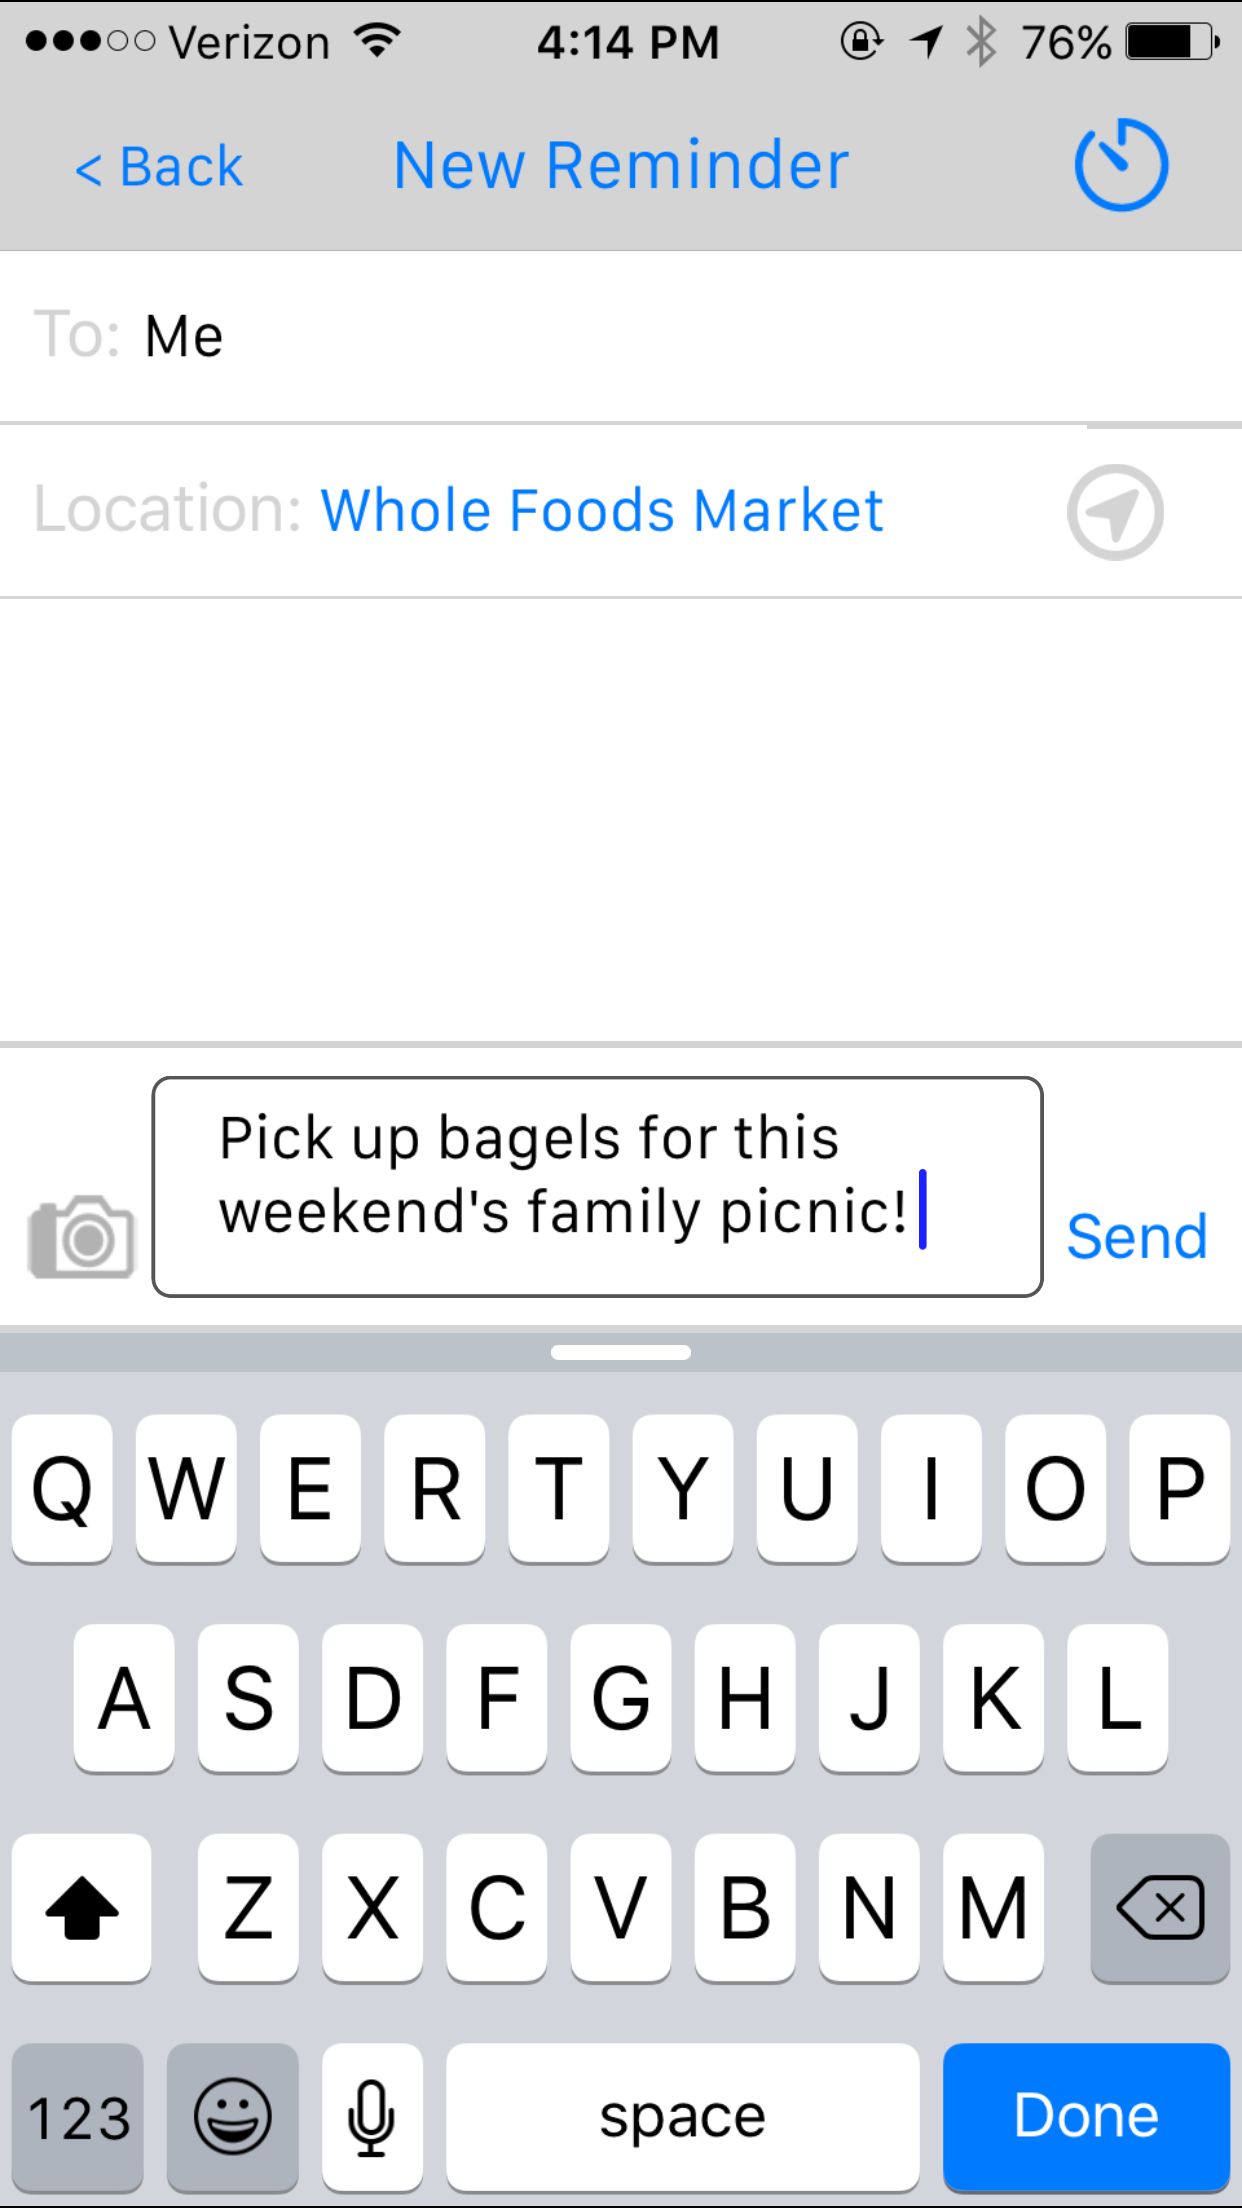 Verizon 4:14 PM 76%
< Back New Reminder
To: Me
Location: Whole Foods Market
Pick up bagels for this
weekend's family picnic!
Send
Q W E R T Y U I O P
A S D F G H J K L
Z X C V B N M
123 space Done